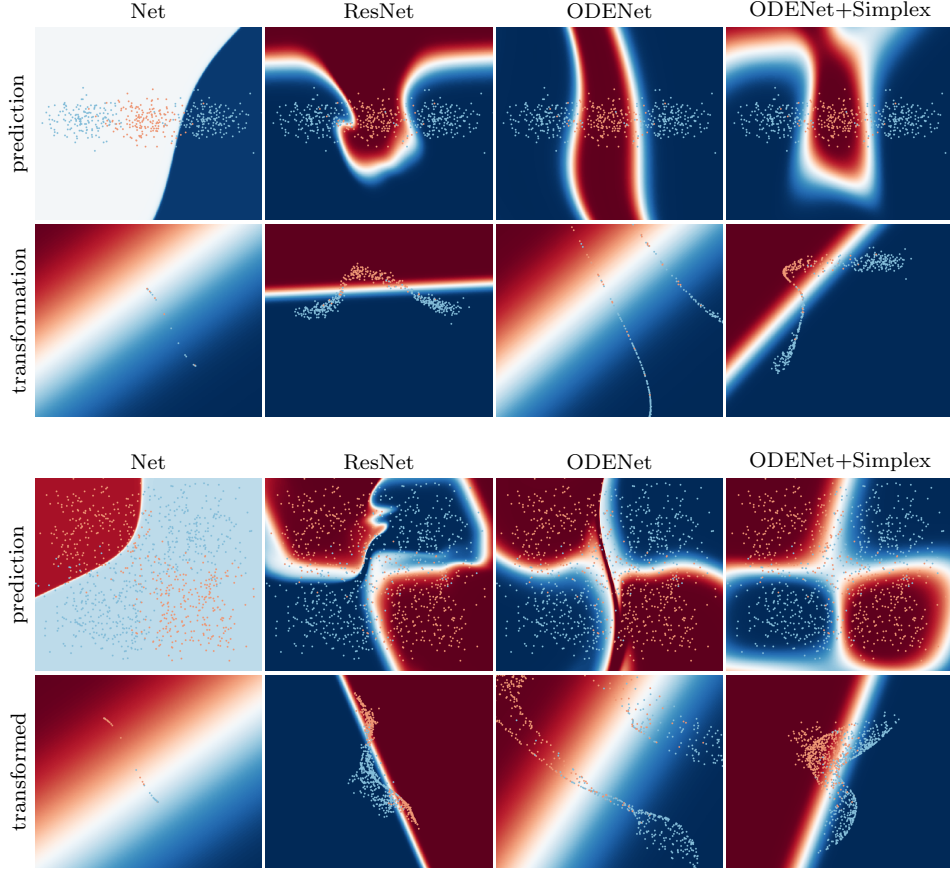 Net ResNet ODENet ODENet+Simplex
prediction
transformation
Net ResNet ODENet ODENet+Simplex
prediction
transformed